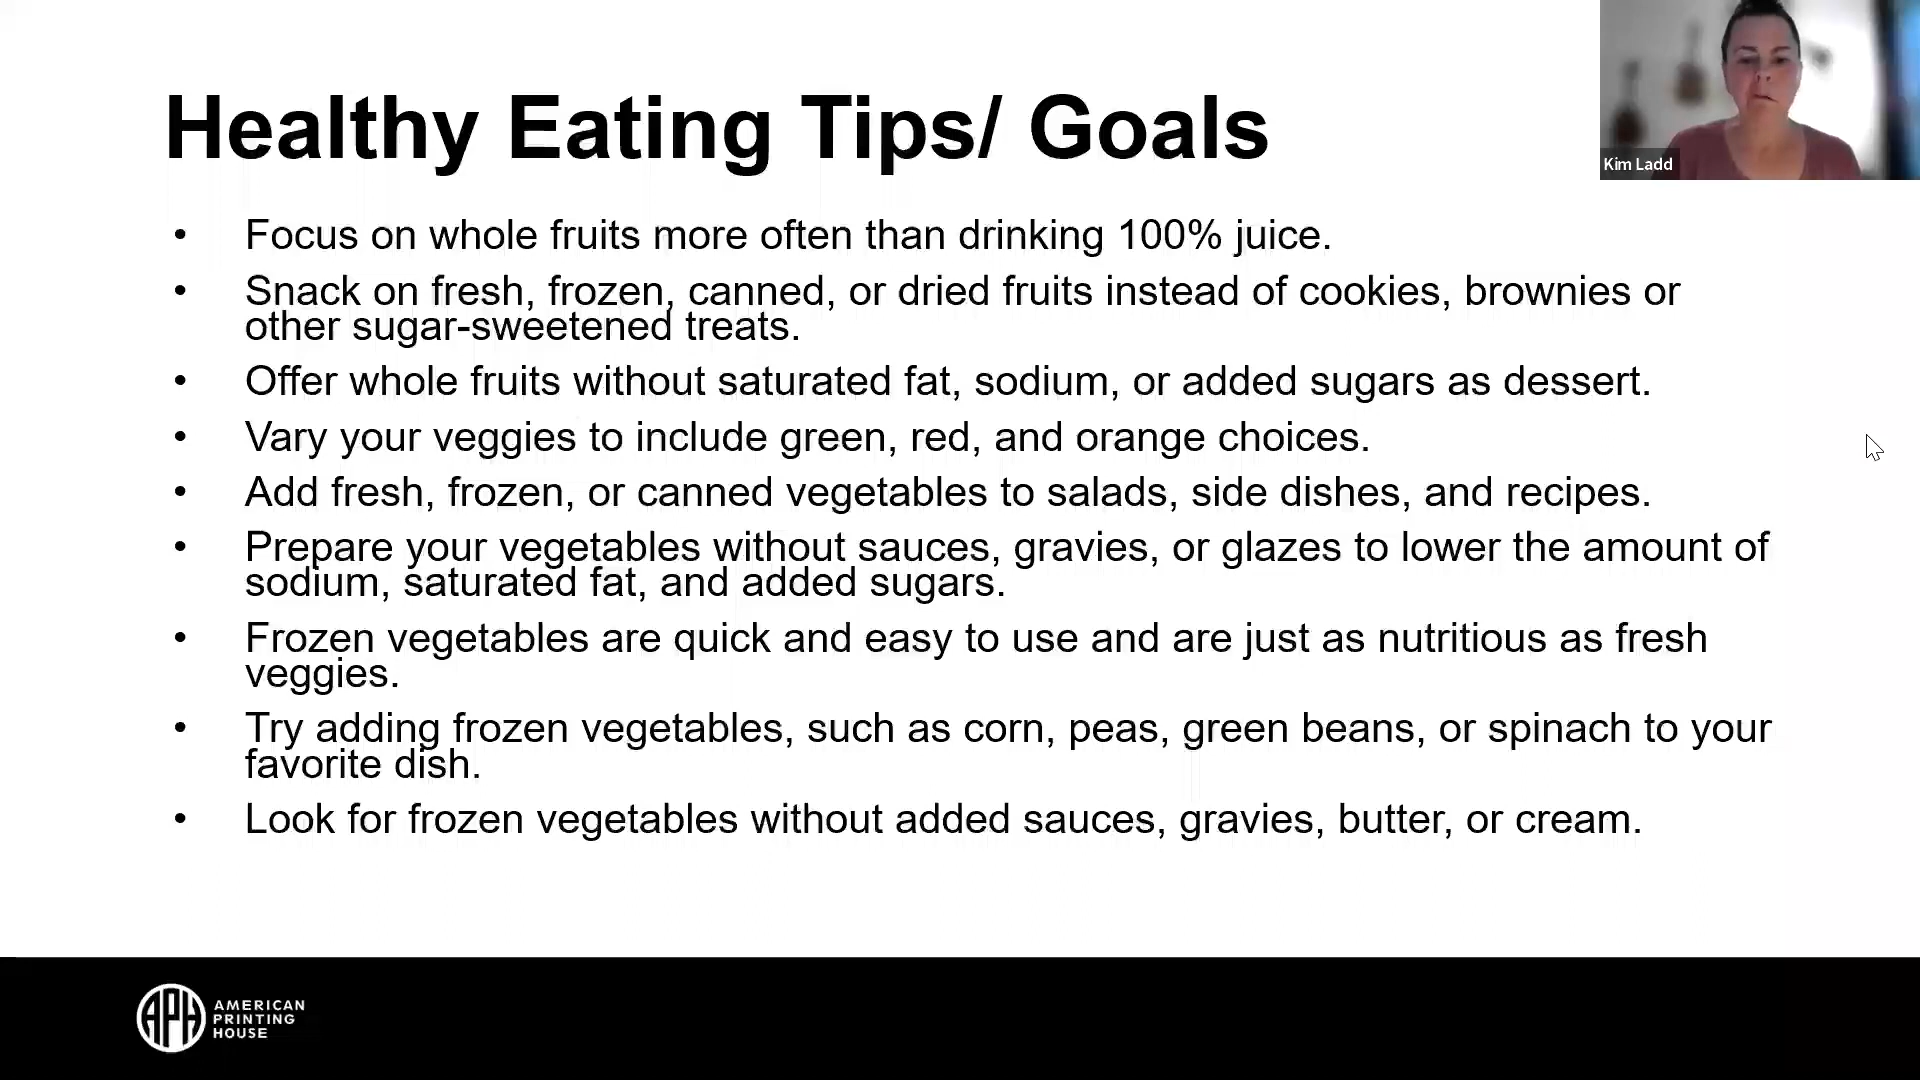 Healthy Eating Tips/ Goals
Kim Ladd
• Focus on whole fruits more often than drinking 100% juice.
• Snack on fresh, frozen, canned, or dried fruits instead of cookies, brownies or
other sugar-sweetened treats.
• Offer whole fruits without saturated fat, sodium, or added sugars as dessert.
• Vary your veggies to include green, red, and orange choices.
• Add fresh, frozen, or canned vegetables to salads, side dishes, and recipes.
• Prepare your vegetables without sauces, gravies, or glazes to lower the amount of
sodium, saturated fat, and added sugars.
• Frozen vegetables are quick and easy to use and are just as nutritious as fresh
veggies.
• Try adding frozen vegetables, such as corn, peas, green beans, or spinach to your
favorite dish.
• Look for frozen vegetables without added sauces, gravies, butter, or cream.
APH
AMERICAN
PRINTING
HOUSE